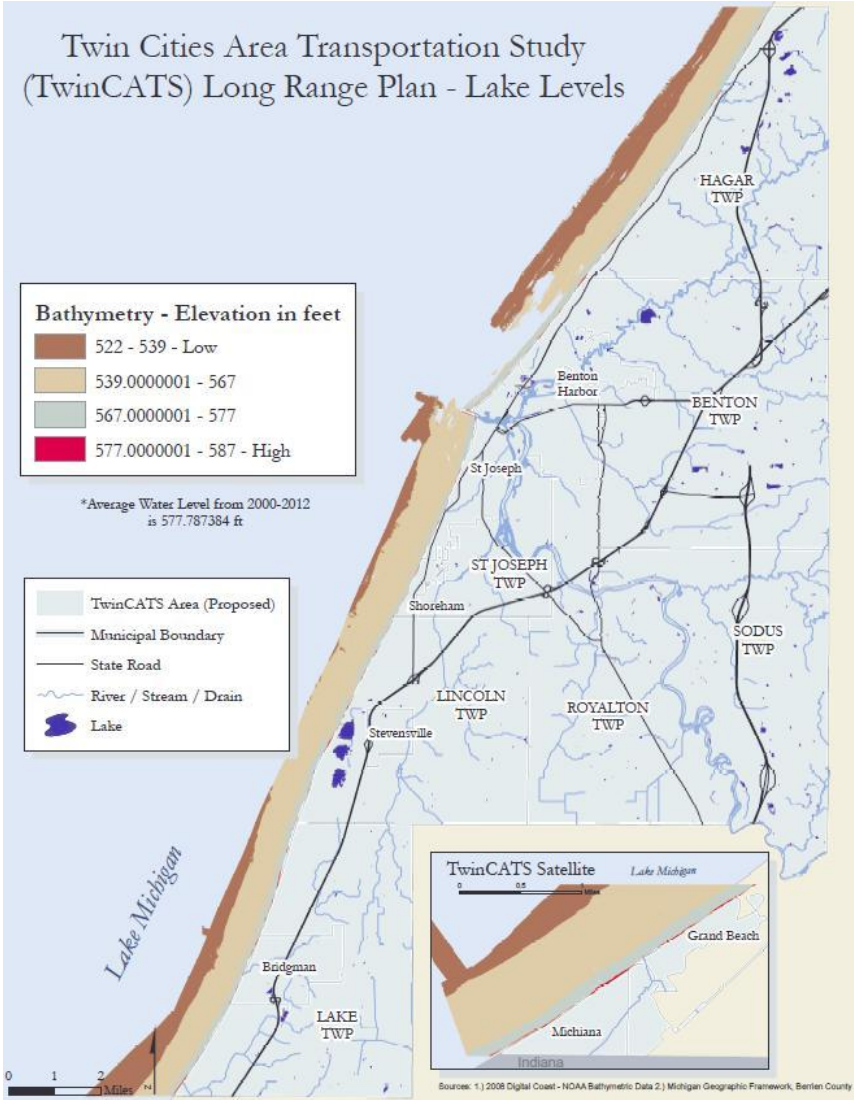 Twin Cities Area Transportation Study
(TwinCATS) Long Range Plan - Lake Levels
HAGAR
TWP
Bathymetry - Elevation in feet
522 - 539 - Low
539.0000001 - 567
567.0000001 - 577
577.0000001 - 587 - High
*Average Water Level from 2000-2012
is 577.787384 ft
Benton
Harbor
BENTON
TWP
St Joseph
ST JOSEPH
TWP
Shoreham
SODUS
TWP
TwinCATS Area (Proposed)
Municipal Boundary
State Road
River / Stream / Drain
Lake
LINCOLN
TWP
ROYALTON
TWP
Stevensville
Lake Michigan
Bridgman
LAKE
TWP
TwinCATS Satellite
Lake Michigan
0 0.5 1
Miles
Grand Beach
Michiana
Indiana
0 1 2
Miles
N
Sources: 1.) 2008 Digital Coast - NOAA Bathymetric Data 2.) Michigan Geographic Framework, Berrien County